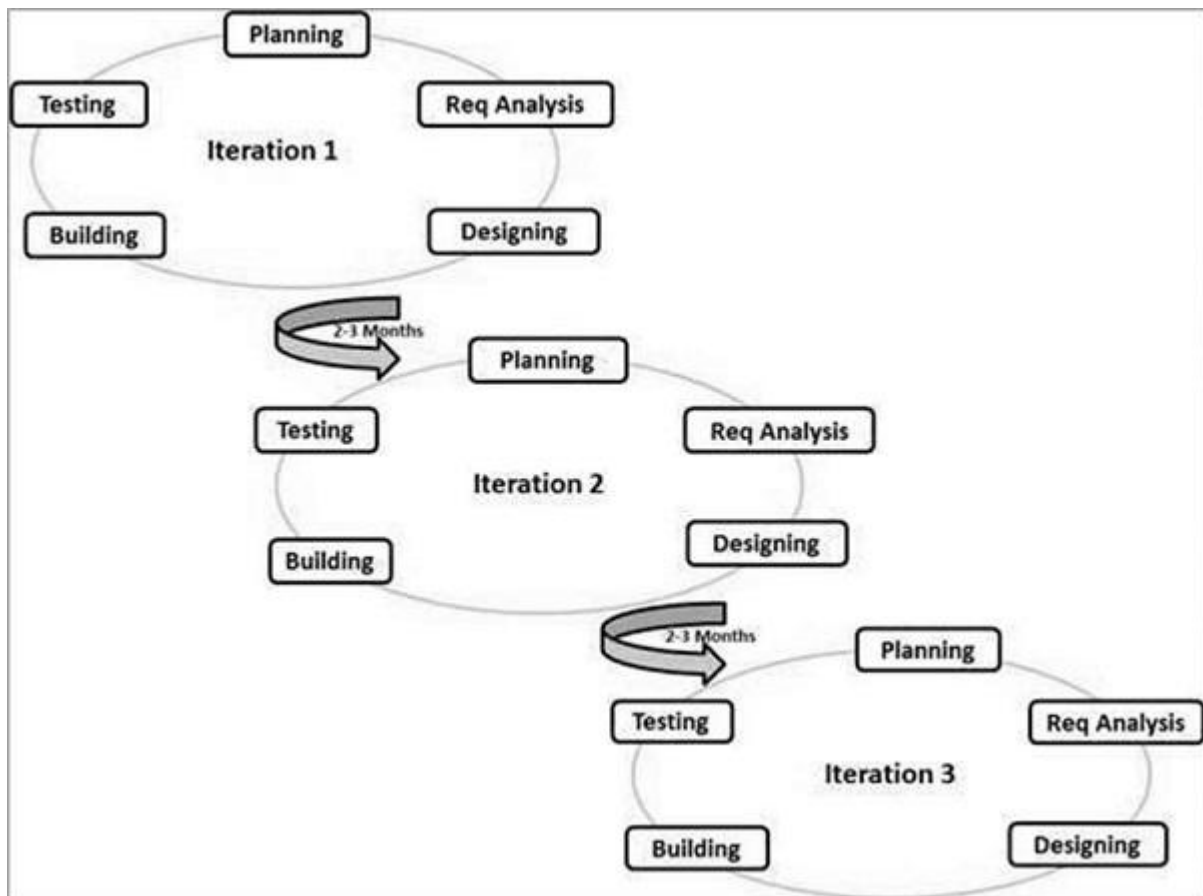 Planning
Testing
Req Analysis
Iteration 1
Building
Designing
2-3 Months
Planning
Testing
Req Analysis
Iteration 2
Building
Designing
2-3 Months
Planning
Testing
Req Analysis
Iteration 3
Building
Designing